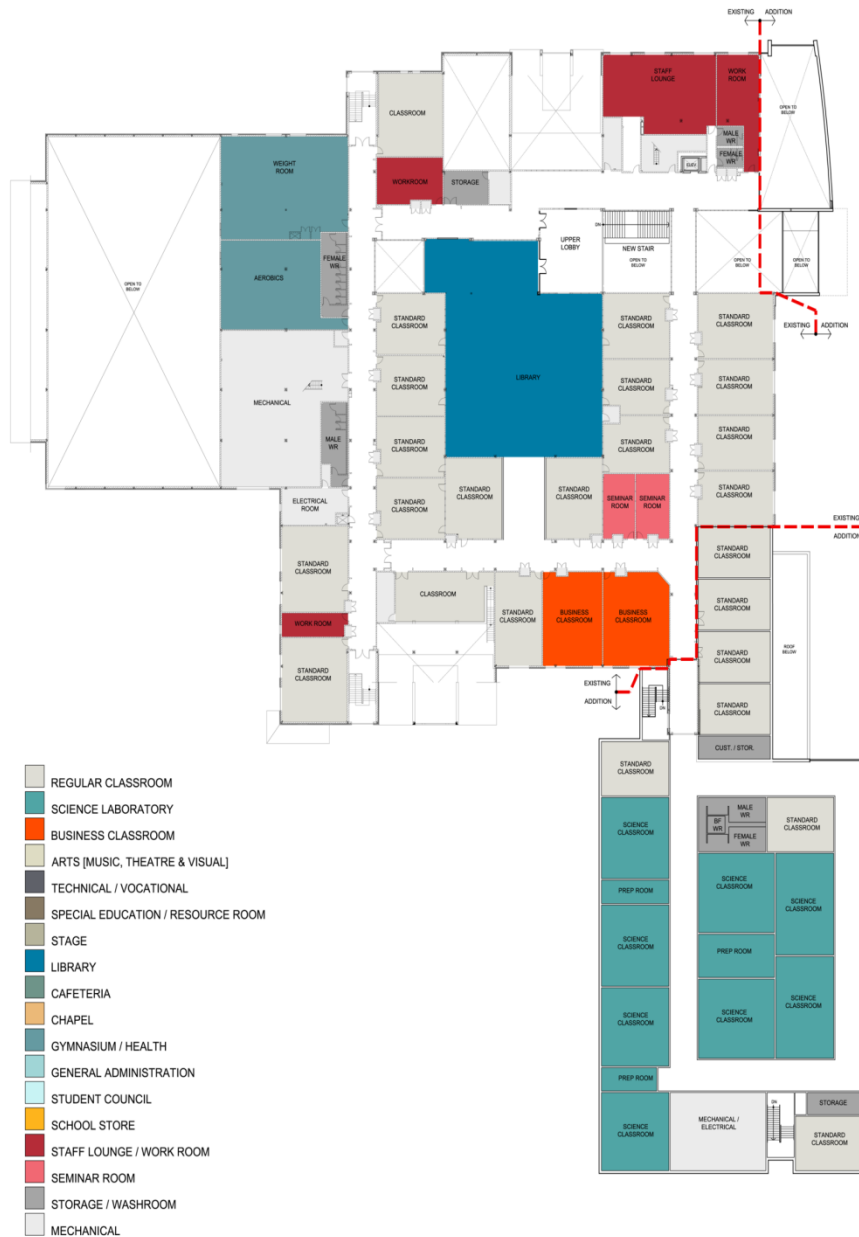 EXISTING ADDITION
STAFF
LOUNGE
WORK
ROOM
OPEN TO
BELOW
CLASSROOM
MALE
WR
FEMALE
WR
ELEV
WEIGHT
ROOM
WORKROOM
STORAGE
DN
UPPER
LOBBY
NEW STAIR
OPEN TO
BELOW
OPEN TO
BELOW
OPEN TO
BELOW
FEMALE
WR
AEROBICS
OPEN TO
BELOW
STANDARD
CLASSROOM
STANDARD
CLASSROOM
STANDARD
CLASSROOM
EXISTING ADDITION
LIBRARY
STANDARD
CLASSROOM
STANDARD
CLASSROOM
STANDARD
CLASSROOM
MECHANICAL
MALE
WR
STANDARD
CLASSROOM
STANDARD
CLASSROOM
STANDARD
CLASSROOM
STANDARD
CLASSROOM
STANDARD
CLASSROOM
STANDARD
CLASSROOM
SEMINAR
ROOM
SEMINAR
ROOM
STANDARD
CLASSROOM
ELECTRICAL
ROOM
EXISTING
ADDITION
STANDARD
CLASSROOM
STANDARD
CLASSROOM
CLASSROOM
STANDARD
CLASSROOM
BUSINESS
CLASSROOM
BUSINESS
CLASSROOM
STANDARD
CLASSROOM
WORK ROOM
STANDARD
CLASSROOM
STANDARD
CLASSROOM
ROOF
BELOW
EXISTING
ADDITION
DN
STANDARD
CLASSROOM
CUST. / STOR.
STANDARD
CLASSROOM
SCIENCE
CLASSROOM
MALE
WR
BF
WR
FEMALE
WR
STANDARD
CLASSROOM
PREP ROOM
SCIENCE
CLASSROOM
SCIENCE
CLASSROOM
SCIENCE
CLASSROOM
PREP ROOM
SCIENCE
CLASSROOM
SCIENCE
CLASSROOM
SCIENCE
CLASSROOM
PREP ROOM
SCIENCE
CLASSROOM
MECHANICAL /
ELECTRICAL
DN
STORAGE
STANDARD
CLASSROOM
REGULAR CLASSROOM
SCIENCE LABORATORY
BUSINESS CLASSROOM
ARTS [MUSIC, THEATRE & VISUAL]
TECHNICAL / VOCATIONAL
SPECIAL EDUCATION / RESOURCE ROOM
STAGE
LIBRARY
CAFETERIA
CHAPEL
GYMNASIUM / HEALTH
GENERAL ADMINISTRATION
STUDENT COUNCIL
SCHOOL STORE
STAFF LOUNGE / WORK ROOM
SEMINAR ROOM
STORAGE / WASHROOM
MECHANICAL